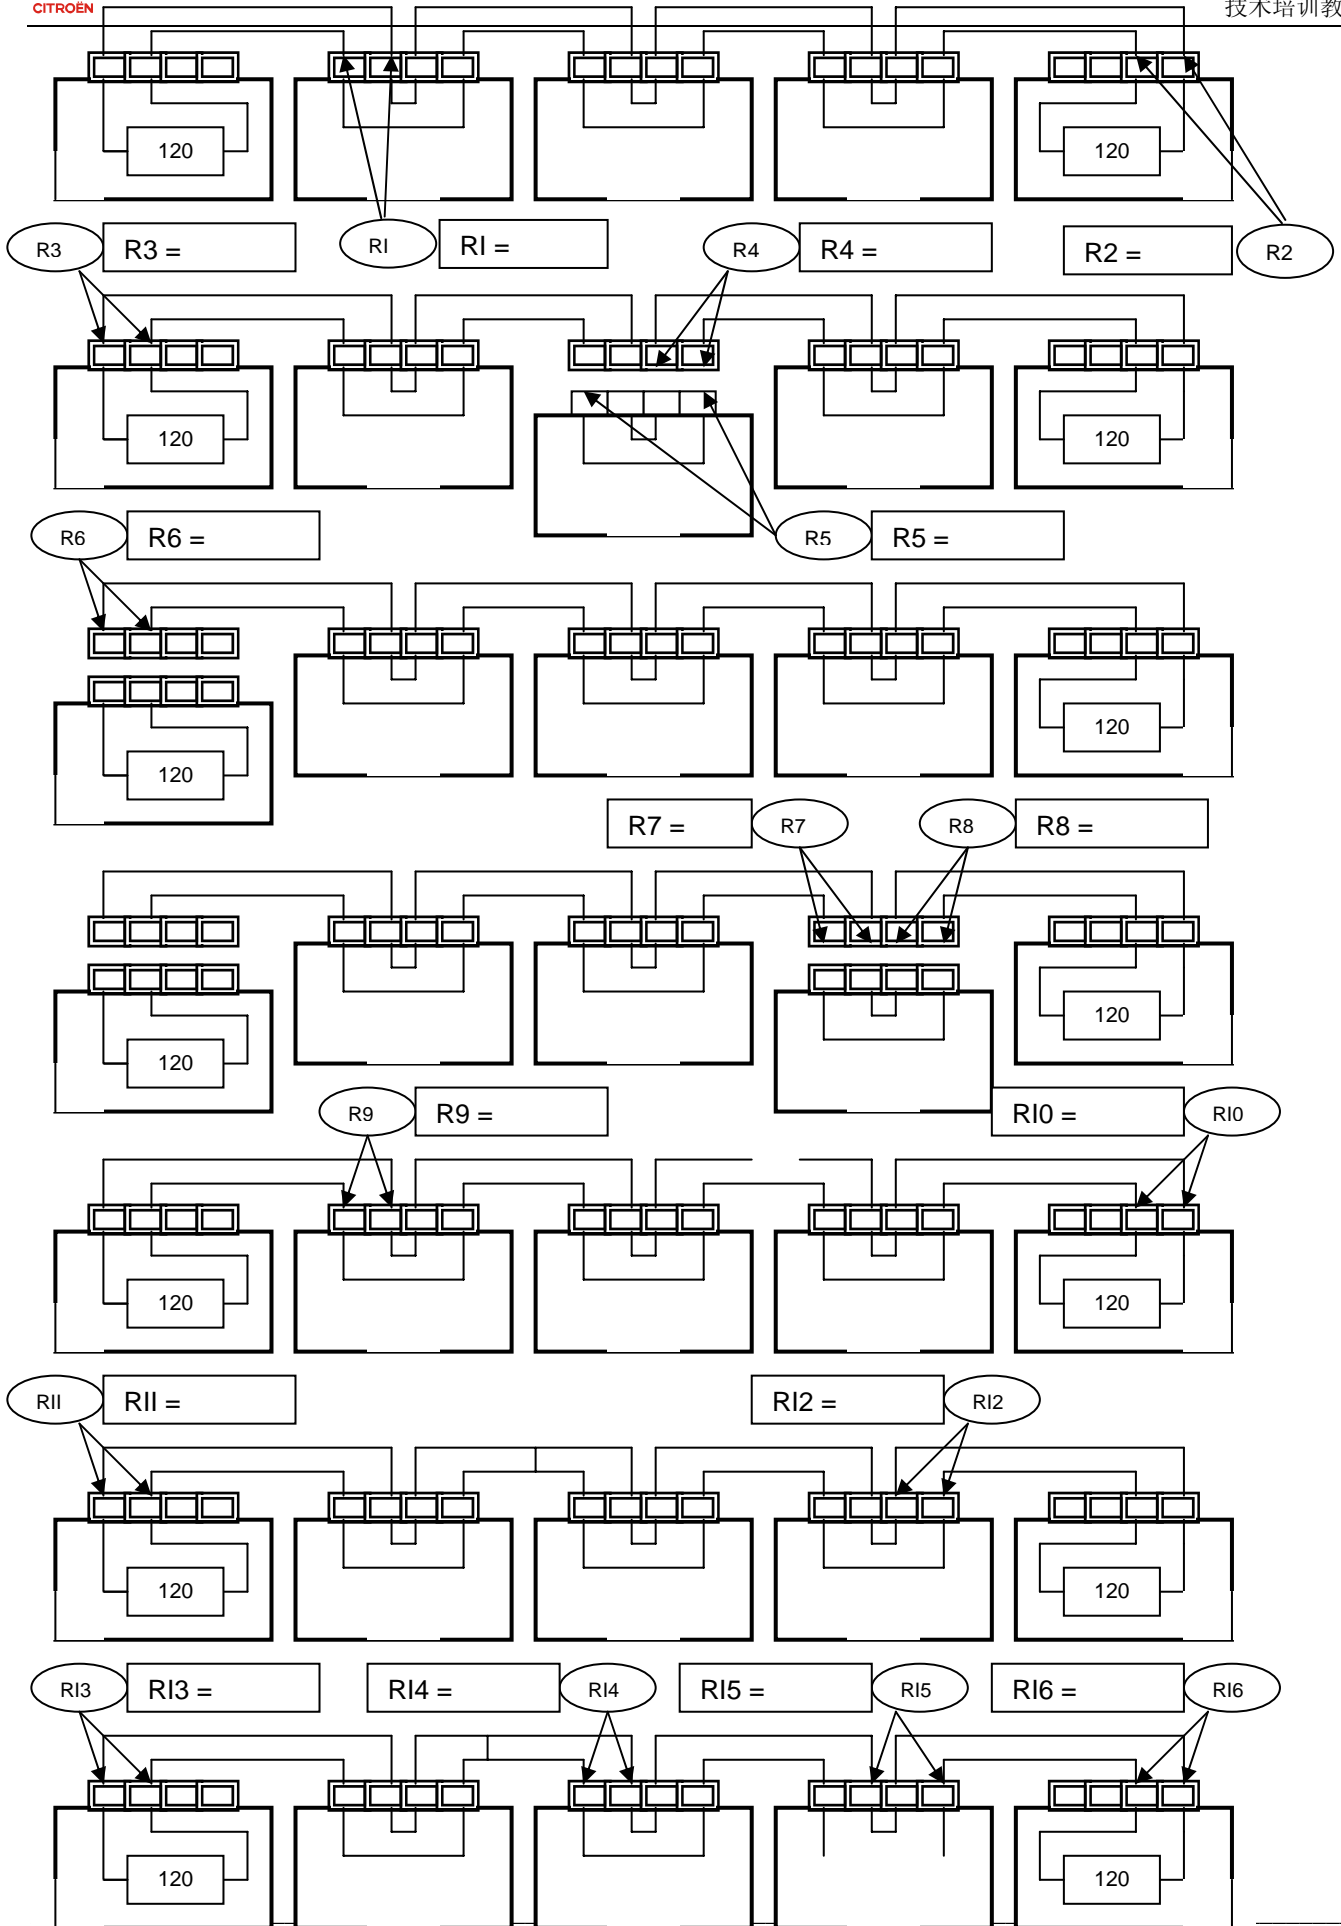 CITROËN
技术培训教
120
120
R3
R3 =
RI
RI =
R4
R4 =
R2 =
R2
120
120
R6
R6 =
R5
R5 =
120
120
R7 =
R7
R8
R8 =
120
120
R9
R9 =
RI0 =
RI0
120
120
RII
RII =
RI2 =
RI2
120
120
RI3
RI3 =
RI4 =
RI4
RI5 =
RI5
RI6 =
RI6
120
120